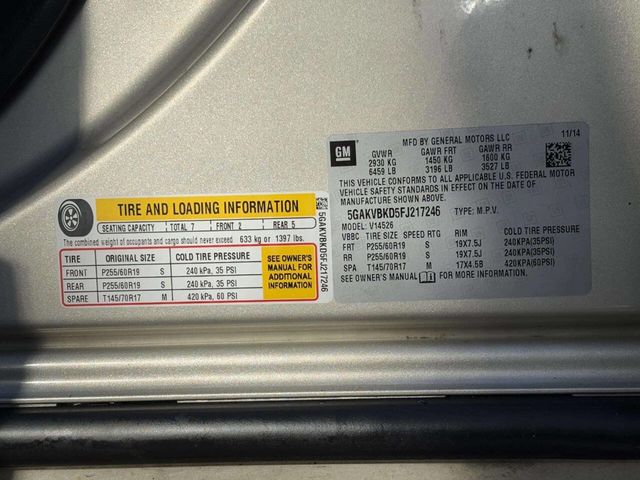 TIRE AND LOADING INFORMATION
SEATING CAPACITY TOTAL 7 FRONT 2 REAR 5
The combined weight of occupants and cargo should never exceed 633 kg or 1397 lbs.
TIRE ORIGINAL SIZE COLD TIRE PRESSURE
FRONT P255/60R19 S 240 kPa, 35 PSI
REAR P255/60R19 S 240 kPa, 35 PSI
SPARE T145/70R17 M 420 kPa, 60 PSI
SEE OWNER'S
MANUAL FOR
ADDITIONAL
INFORMATION
5GAKVBKD5FJ217246
GM
MFD BY GENERAL MOTORS LLC 11/14
GVWR GAWR FRT GAWR RR
2930 KG 1450 KG 1600 KG
6459 LB 3196 LB 3527 LB
THIS VEHICLE CONFORMS TO ALL APPLICABLE U.S. FEDERAL MOTOR
VEHICLE SAFETY STANDARDS IN EFFECT ON THE DATE OF
MANUFACTURE SHOWN ABOVE.
5GAKVBKD5FJ217246 TYPE: M.P.V.
MODEL: V14526
VBBC TIRE SIZE SPEED RTG RIM COLD TIRE PRESSURE
FRT P255/60R19 S 19X7.5J 240KPA(35PSI)
RR P255/60R19 S 19X7.5J 240KPA(35PSI)
SPA T145/70R17 M 17X4.5B 420KPA(60PSI)
SEE OWNER'S MANUAL FOR MORE INFORMATION.